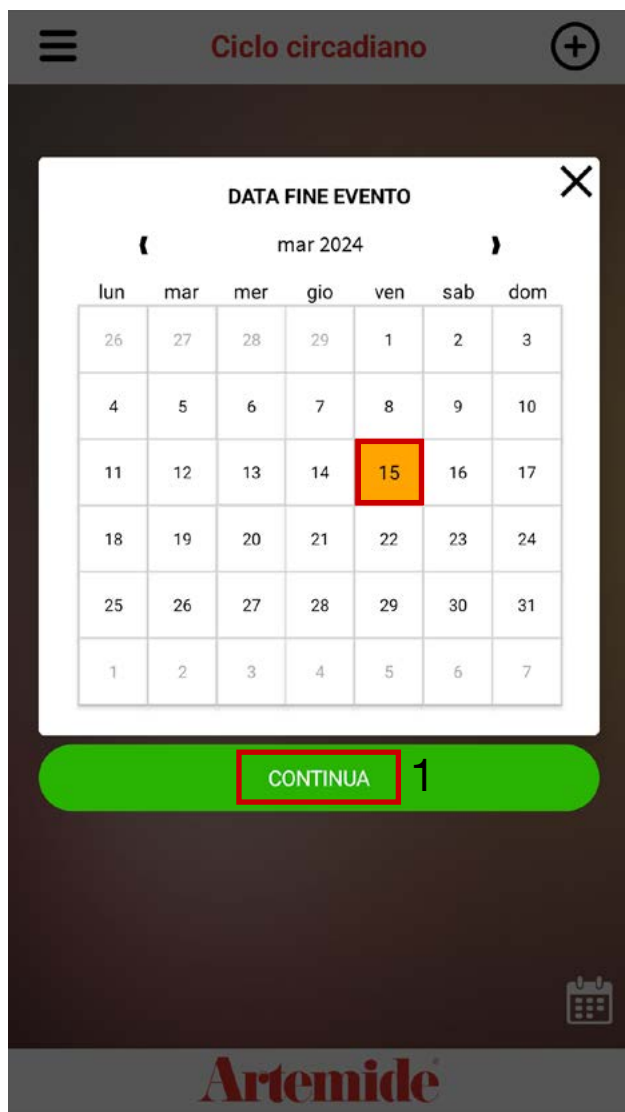 Ciclo circadiano
DATA FINE EVENTO
mar 2024
lun mar mer gio ven sab dom
26 27 28 29 1 2 3
4 5 6 7 8 9 10
11 12 13 14 15 16 17
18 19 20 21 22 23 24
25 26 27 28 29 30 31
1 2 3 4 5 6 7
CONTINUA 1
Artemide